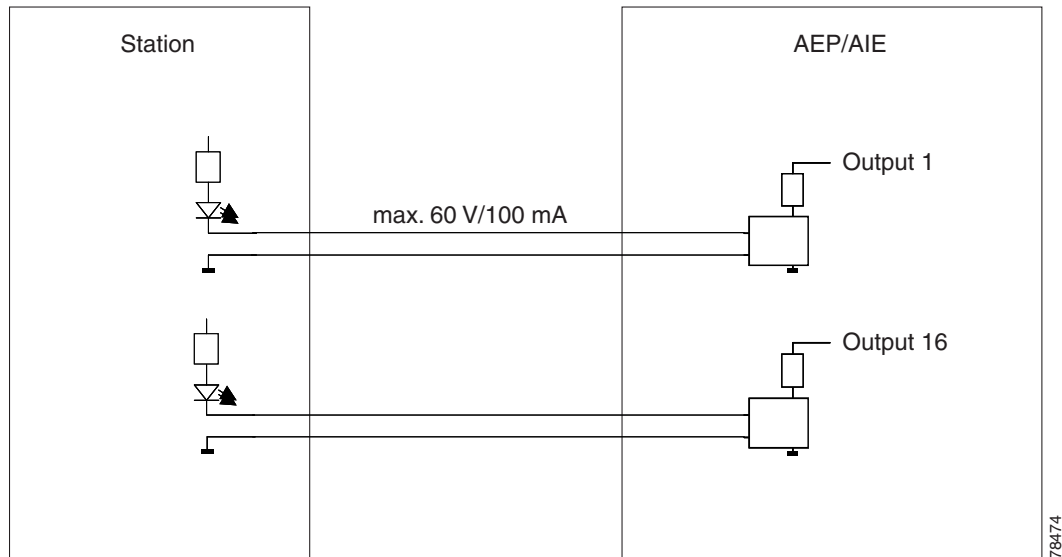 Station
AEP/AIE
Output 1
max. 60 V/100 mA
Output 16
78474